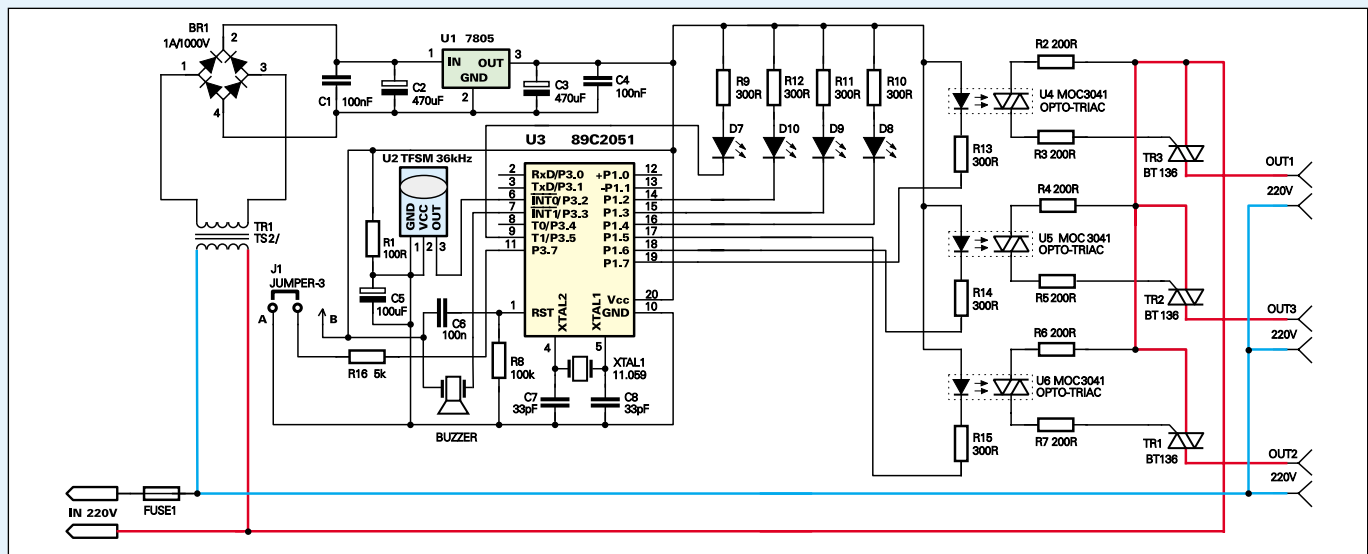 BR1
1A/1000V
2
1
3
4
C1
100nF
C2
470uF
U1 7805
1
IN OUT
3
GND
2
C3
470uF
C4
100nF
R9
300R
R12
300R
R11
300R
R10
300R
D7
D10
D9
D8
R2 200R
U4 MOC3041
OPTO-TRIAC
R3 200R
R13
300R
TR3
BT 136
OUT1
220V
R4 200R
U5 MOC 3041
OPTO-TRIAC
R5 200R
R14
300R
TR2
BT 136
OUT3
220V
R6 200R
U6 MOC3041
OPTO-TRIAC
R7 200R
R15
300R
TR1
BT136
OUT2
220V
U2 TFSM 36kHz
GND
VCC
OUT
1 2 3
R1
100R
C5
100uF
C6
100n
U3 89C2051
2 RxD/P3.0
3 TxD/P3.1
6 INT0/P3.2
7 INT1/P3.3
8 T0/P3.4
9 T1/P3.5
11 P3.7
+P1.0 12
-P1.1 13
P1.2 14
P1.3 15
P1.4 16
P1.5 17
P1.6 18
P1.7 19
Vcc 20
GND 10
1 RST
XTAL2
XTAL1
4
5
XTAL1
11.059
R8
100k
C7
33pF
C8
33pF
BUZZER
TR1
TS2/
J1
JUMPER-3
A
B
R16 5k
IN 220V
FUSE1